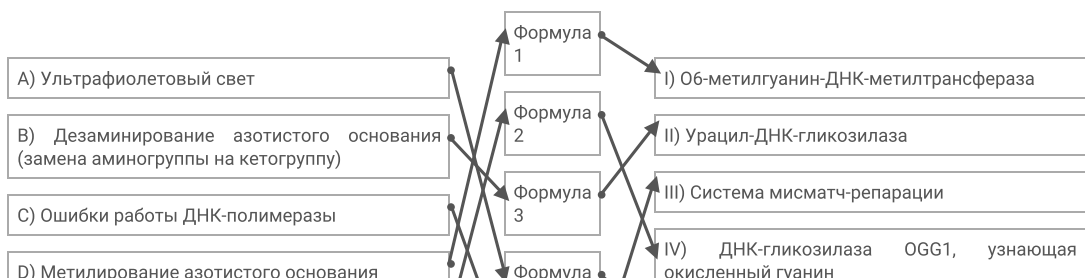 Формула
1
A) Ультрафиолетовый свет
I) O6-метилгуанин-ДНК-метилтрансфераза
Формула
2
B) Дезаминирование азотистого основания
(замена аминогруппы на кетогруппу)
II) Урацил-ДНК-гликозилаза
Формула
3
III) Система мисматч-репарации
C) Ошибки работы ДНК-полимеразы
IV) ДНК-гликозилаза OGG1, узнающая
окисленный гуанин
D) Метилирование азотистого основания
Формула